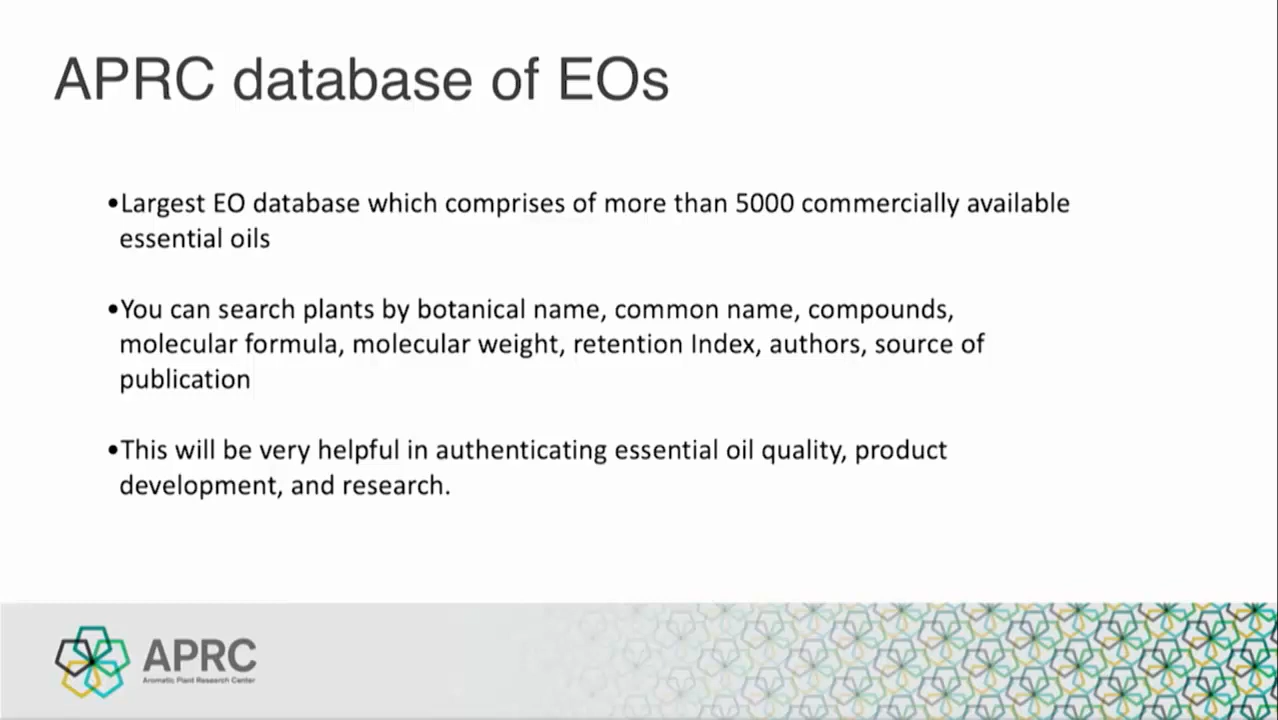 APRC database of EOs
•Largest EO database which comprises of more than 5000 commercially available
essential oils
•You can search plants by botanical name, common name, compounds,
molecular formula, molecular weight, retention Index, authors, source of
publication
•This will be very helpful in authenticating essential oil quality, product
development, and research.
APRC
Aromatic Plant Research Center